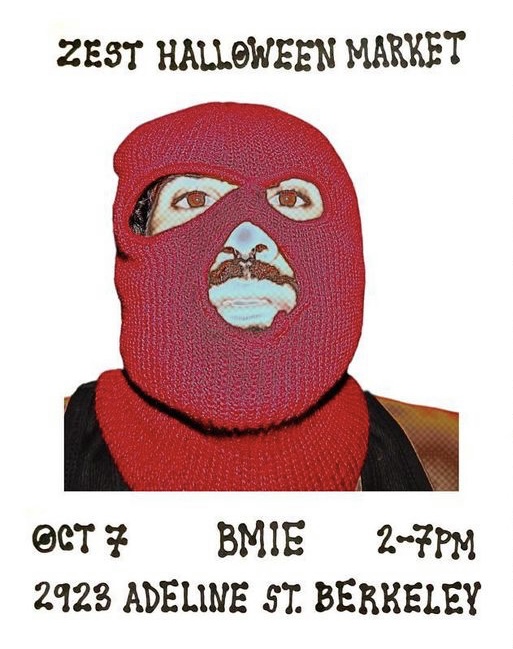 ZEST HALLOWEEN MARKET
OCT 7 BMIE 2-7PM
2923 ADELINE ST. BERKELEY